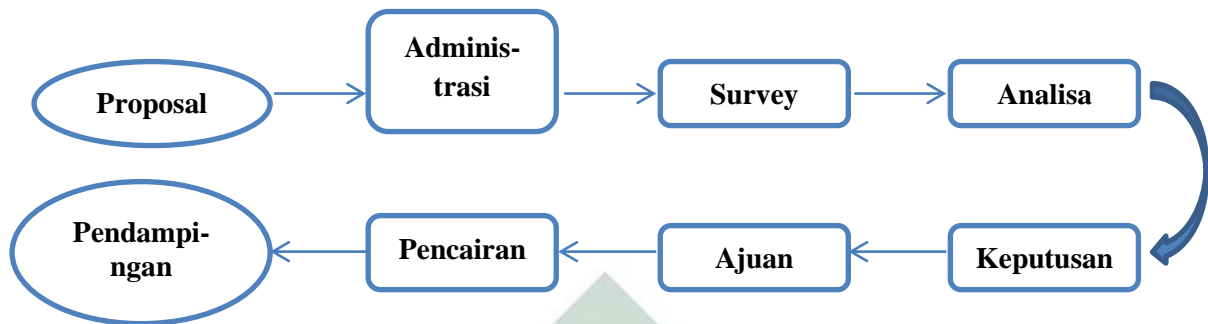 Proposal
Adminis-
trasi
Survey
Analisa
Keputusan
Ajuan
Pencairan
Pendampi-
ngan